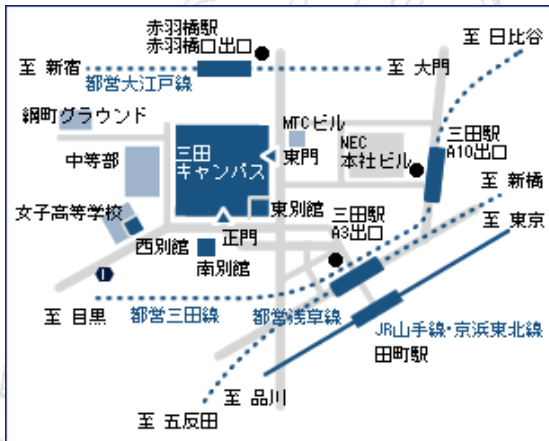 赤羽橋駅
赤羽橋口出口
至 日比谷
至 新宿
都営大江戸線
至 大門
綱町グラウンド
MTCビル
三田駅
A10出口
NEC
本社ビル
中等部
三田
キャンパス
東門
至 新橋
女子高等学校
東別館
三田駅
A3出口
至 東京
西別館
正門
南別館
至 目黒
都営三田線
都営浅草線
JR山手線・京浜東北線
田町駅
至 品川
至 五反田